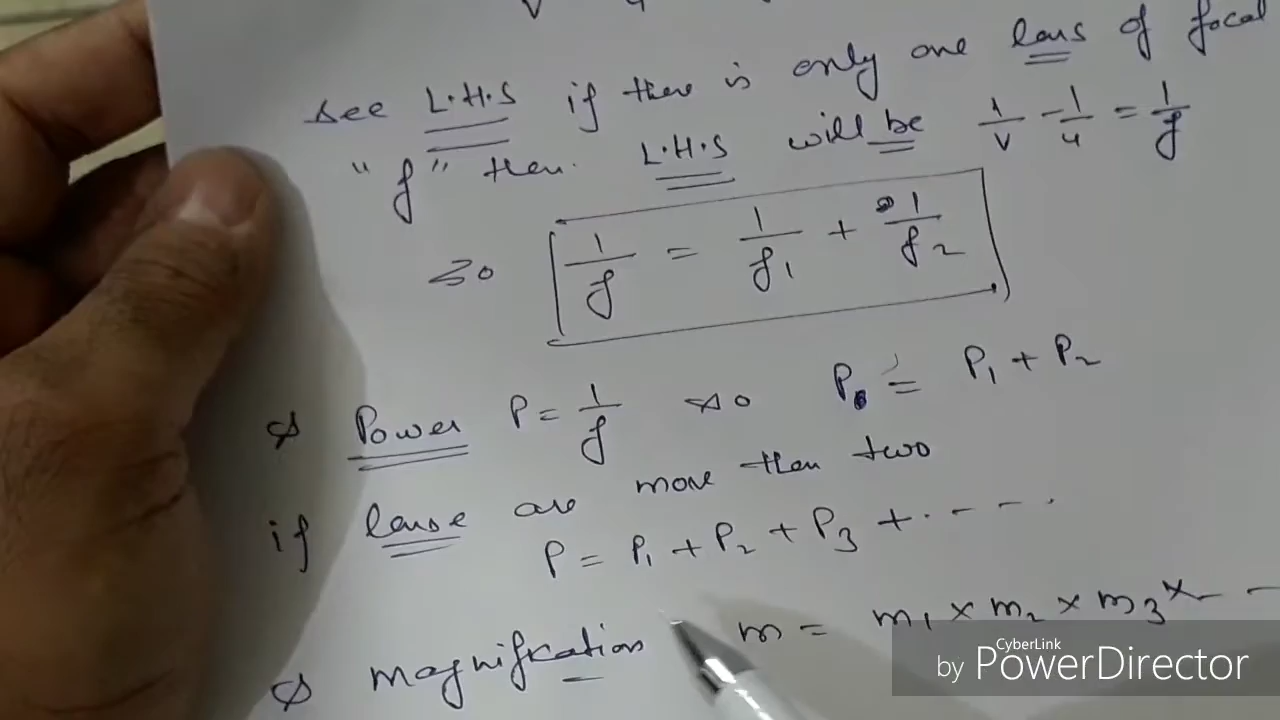 see L.H.S if there is only one lens of focal
"f" then L.H.S will be 1/v - 1/u = 1/f
so 1/f = 1/f1 + 1/f2
Power P = 1/f so P = P1 + P2
if lense are more then two
P = P1 + P2 + P3 + . - - - .
magnification m = m1 × m2 × m3 × - -
CyberLink
by PowerDirector